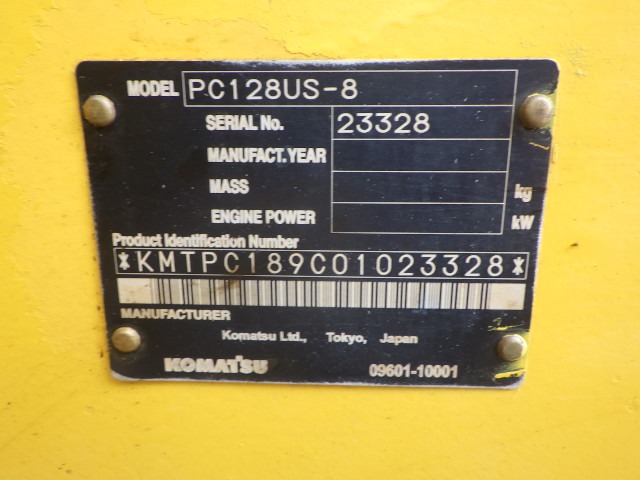 MODEL PC128US-8
SERIAL No. 23328
MANUFACT. YEAR
MASS kg
ENGINE POWER kW
Product Identification Number
*KMTPC189C01023328*
MANUFACTURER
Komatsu Ltd., Tokyo, Japan
KOMATSU 09601-10001